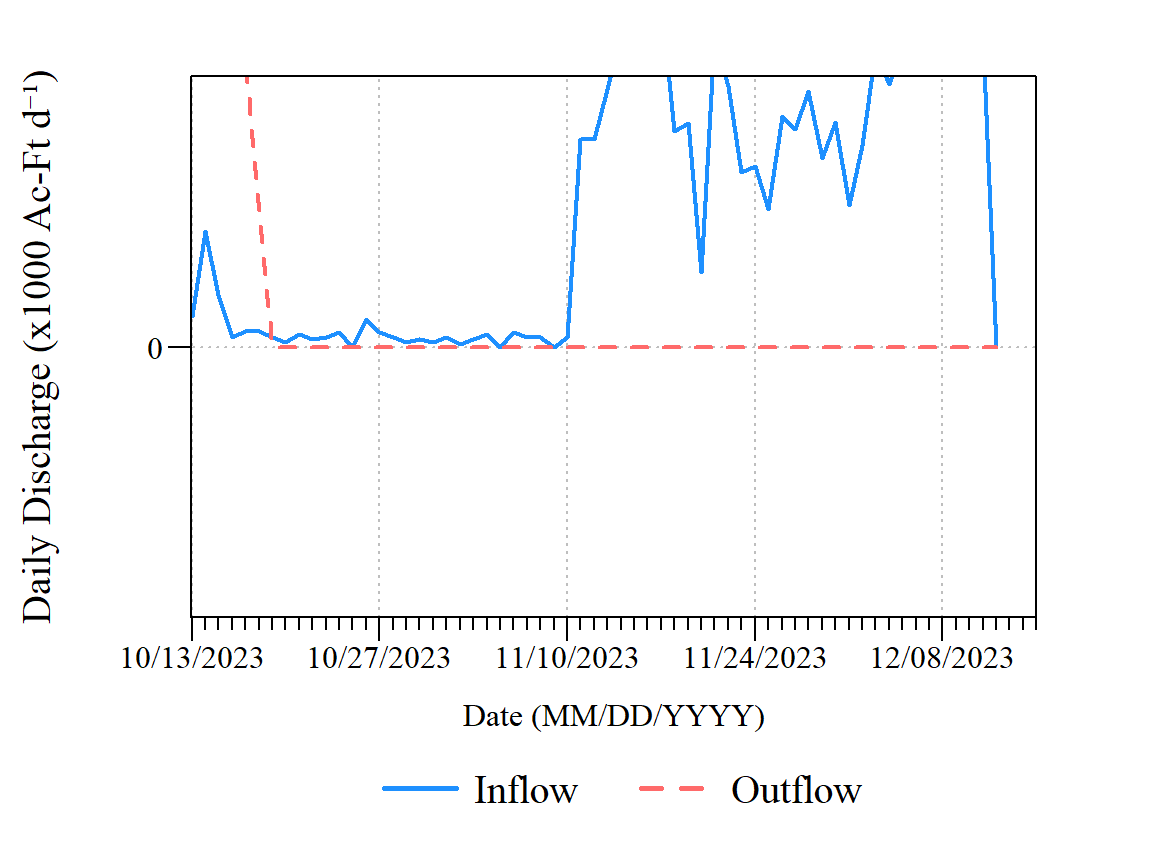 Daily Discharge (x1000 Ac-Ft d⁻¹)
0
10/13/2023 10/27/2023 11/10/2023 11/24/2023 12/08/2023
Date (MM/DD/YYYY)
Inflow Outflow